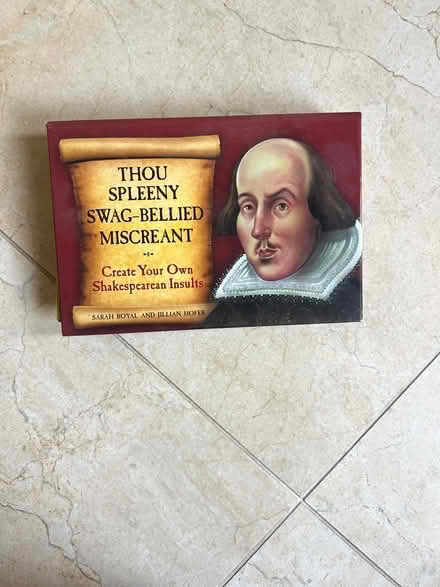 THOU
SPLEENY
SWAG-BELLIED
MISCREANT
Create Your Own
Shakespearean Insults
SARAH ROYAL AND JILLIAN HOFER